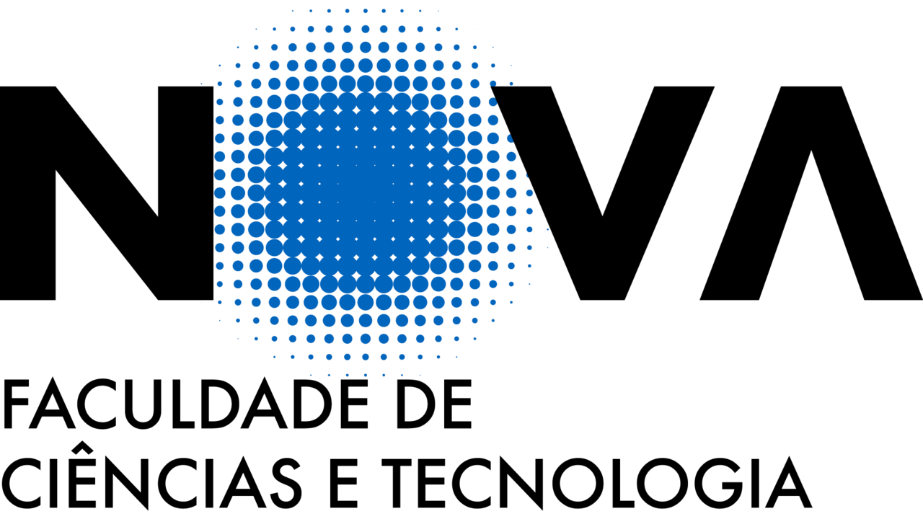 NOVA
FACULDADE DE
CIÊNCIAS E TECNOLOGIA